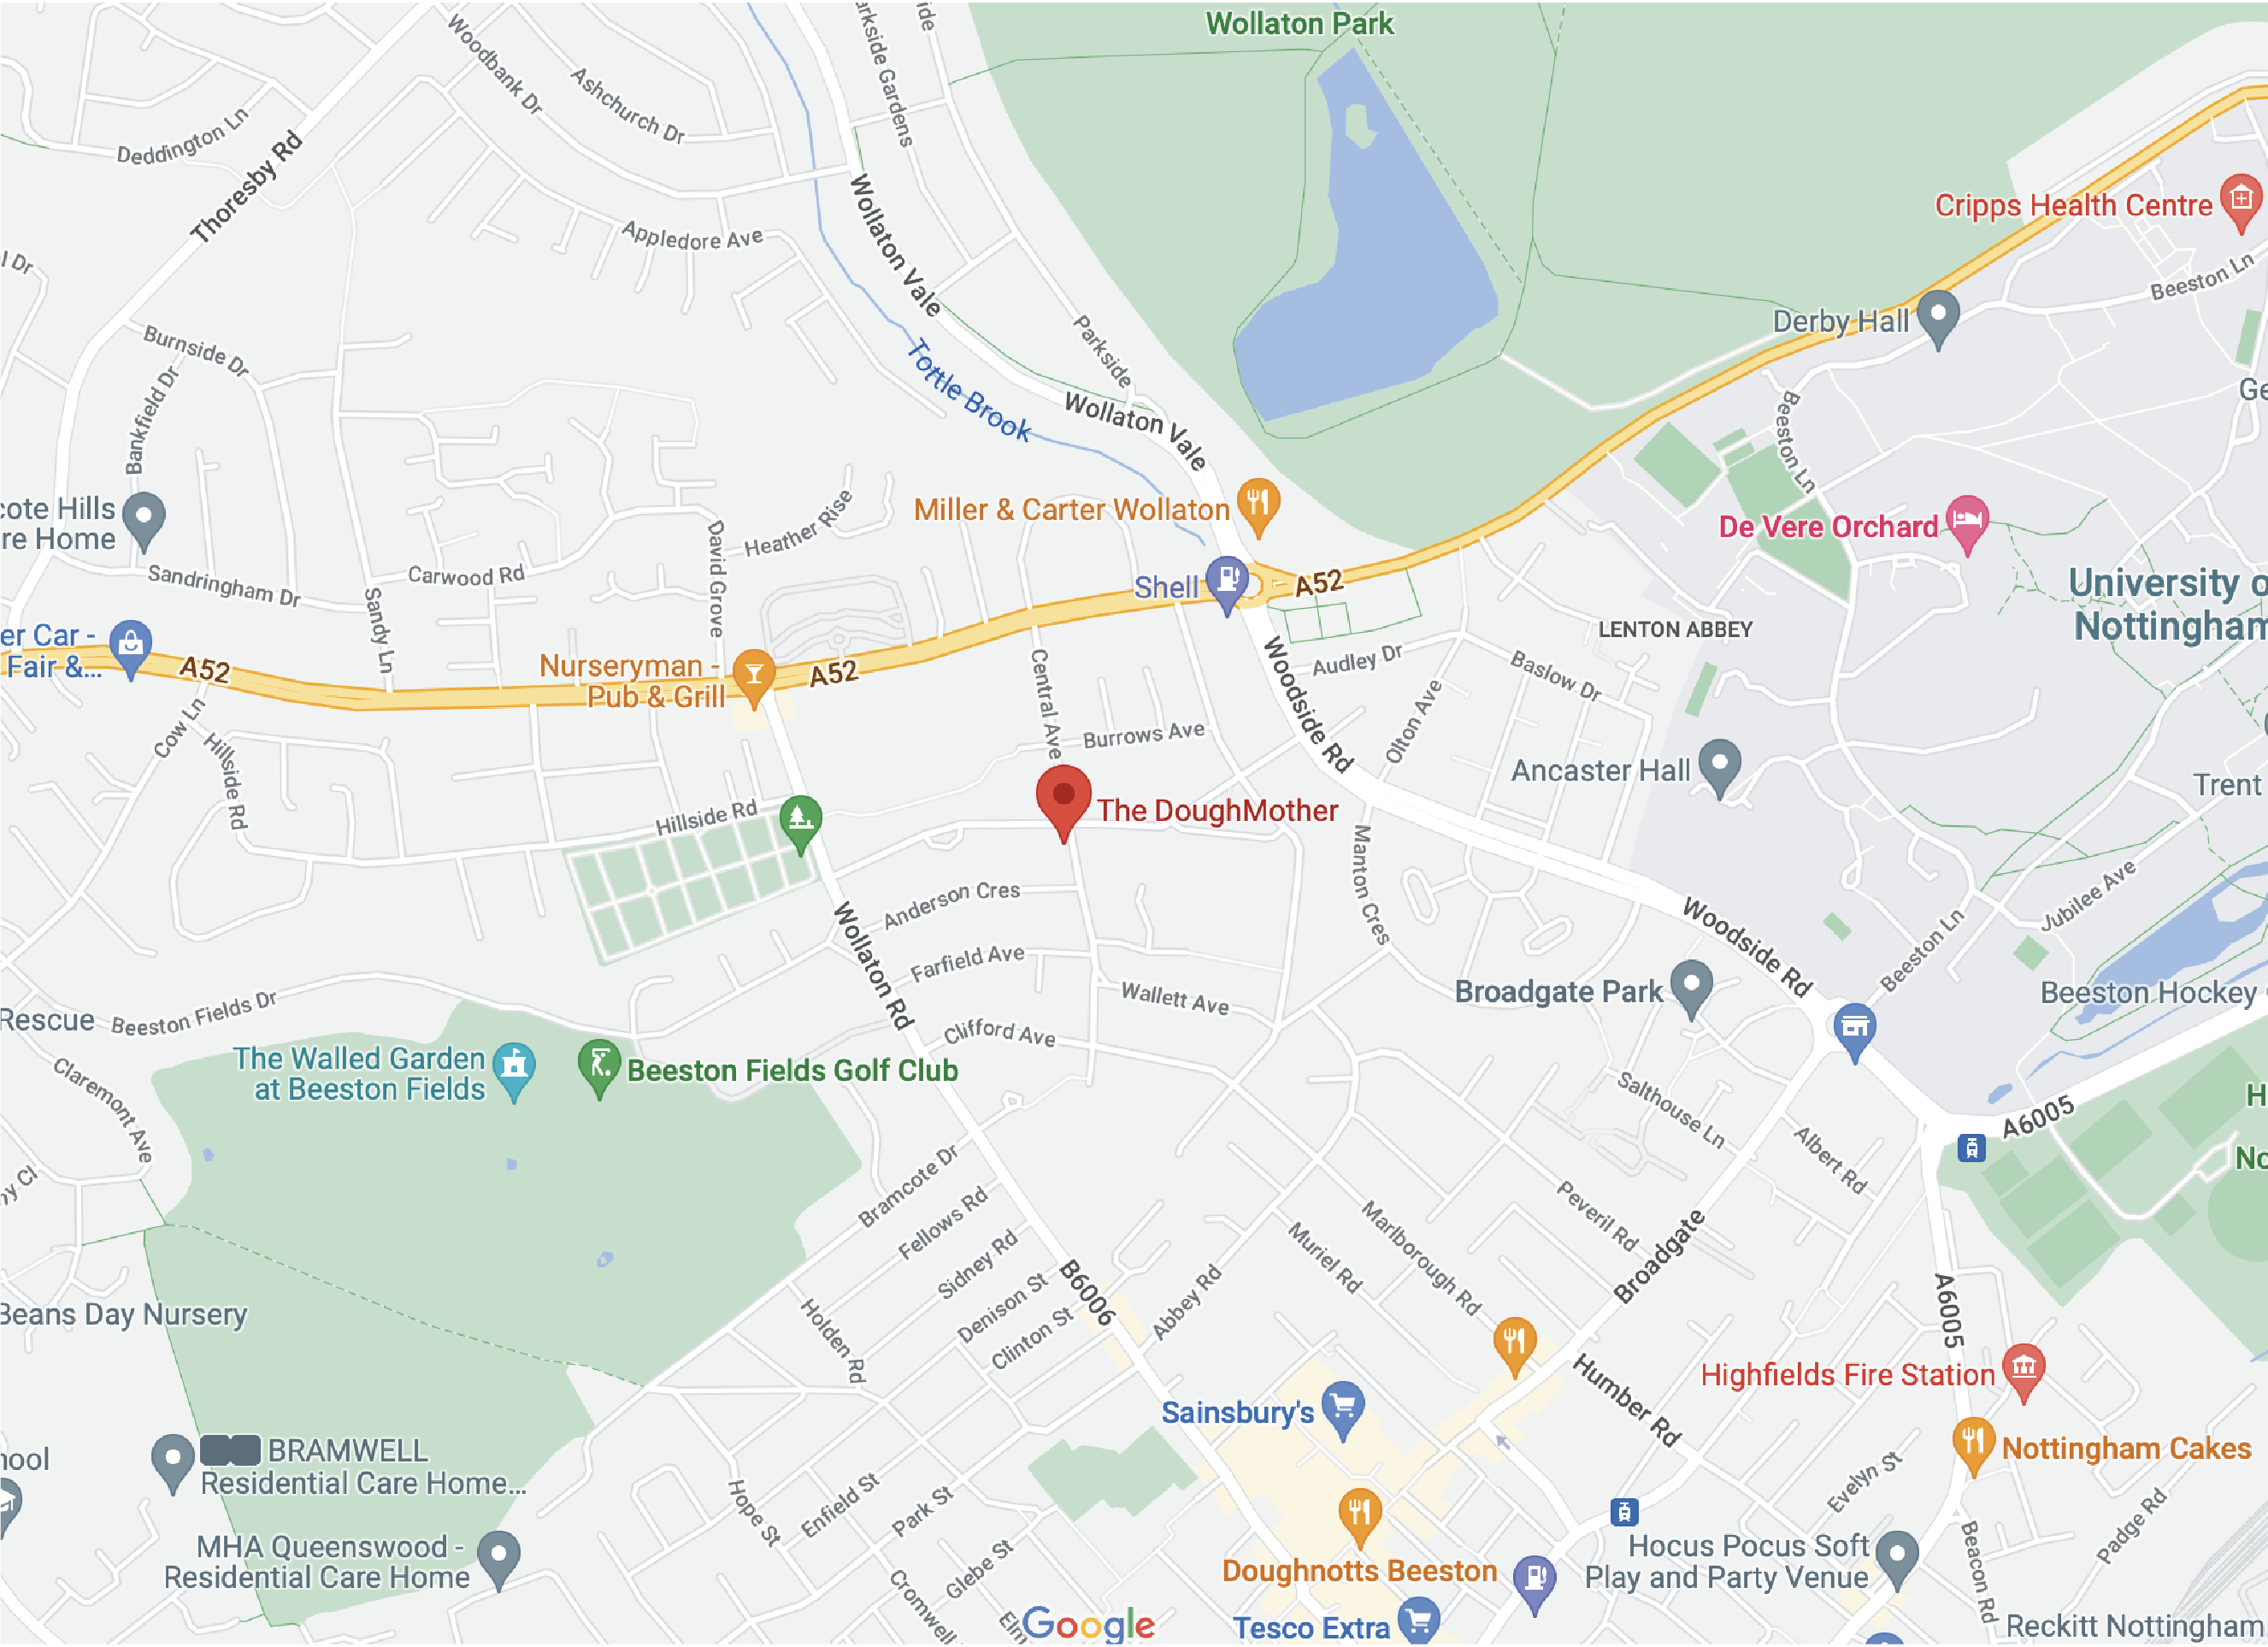 Wollaton Park
Woodbank Dr
Ashchurch Dr
arkside Gardens
ide
Deddington Ln
Thoresby Rd
Wollaton Vale
Appledore Ave
Cripps Health Centre
Beeston Ln
l Dr
Burnside Dr
Bankfield Dr
Tottle Brook
Parkside
Wollaton Vale
Derby Hall
Beeston Ln
Ge
cote Hills
re Home
Heather Rise
David Grove
Miller & Carter Wollaton
De Vere Orchard
Sandringham Dr
Carwood Rd
Sandy Ln
Shell
A52
University o
Nottingham
LENTON ABBEY
er Car -
Fair &...
A52
Nurseryman -
Pub & Grill
A52
Central Ave
Woodside Rd
Audley Dr
Baslow Dr
Olton Ave
Cow Ln
Hillside Rd
Burrows Ave
Ancaster Hall
Trent
Hillside Rd
The DoughMother
Manton Cres
Anderson Cres
Wollaton Rd
Farfield Ave
Wallett Ave
Clifford Ave
Woodside Rd
Beeston Ln
Jubilee Ave
Broadgate Park
Beeston Hockey
Rescue
Beeston Fields Dr
Claremont Ave
The Walled Garden
at Beeston Fields
Beeston Fields Golf Club
Salthouse Ln
Albert Rd
A6005
H
No
ny Cl
Bramcote Dr
Fellows Rd
Sidney Rd
Denison St
Clinton St
B6006
Abbey Rd
Muriel Rd
Marlborough Rd
Peveril Rd
Broadgate
A6005
Beans Day Nursery
Holden Rd
Humber Rd
Highfields Fire Station
Sainsbury's
Nottingham Cakes
hool
BRAMWELL
Residential Care Home...
Hope St
Enfield St
Park St
Glebe St
Cromwell
Elm
Evelyn St
Padge Rd
Beacon Rd
MHA Queenswood -
Residential Care Home
Doughnotts Beeston
Hocus Pocus Soft
Play and Party Venue
Google
Tesco Extra
Reckitt Nottingham